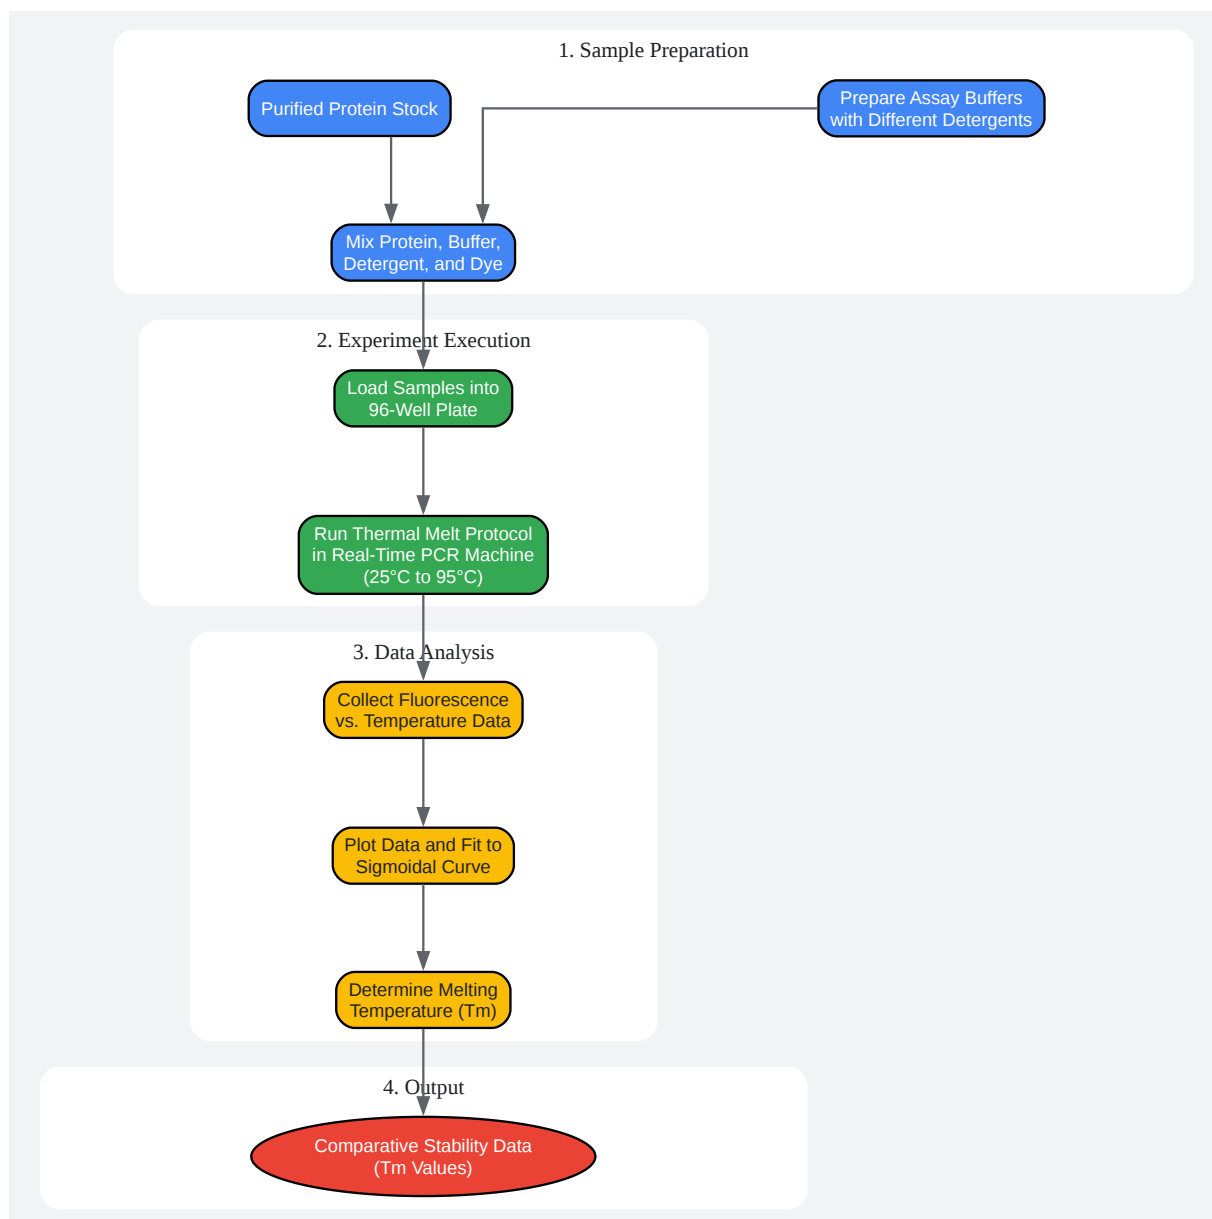 1. Sample Preparation
Purified Protein Stock
Prepare Assay Buffers
with Different Detergents
Mix Protein, Buffer,
Detergent, and Dye
2. Experiment Execution
Load Samples into
96-Well Plate
Run Thermal Melt Protocol
in Real-Time PCR Machine
(25°C to 95°C)
3. Data Analysis
Collect Fluorescence
vs. Temperature Data
Plot Data and Fit to
Sigmoidal Curve
Determine Melting
Temperature (Tm)
4. Output
Comparative Stability Data
(Tm Values)